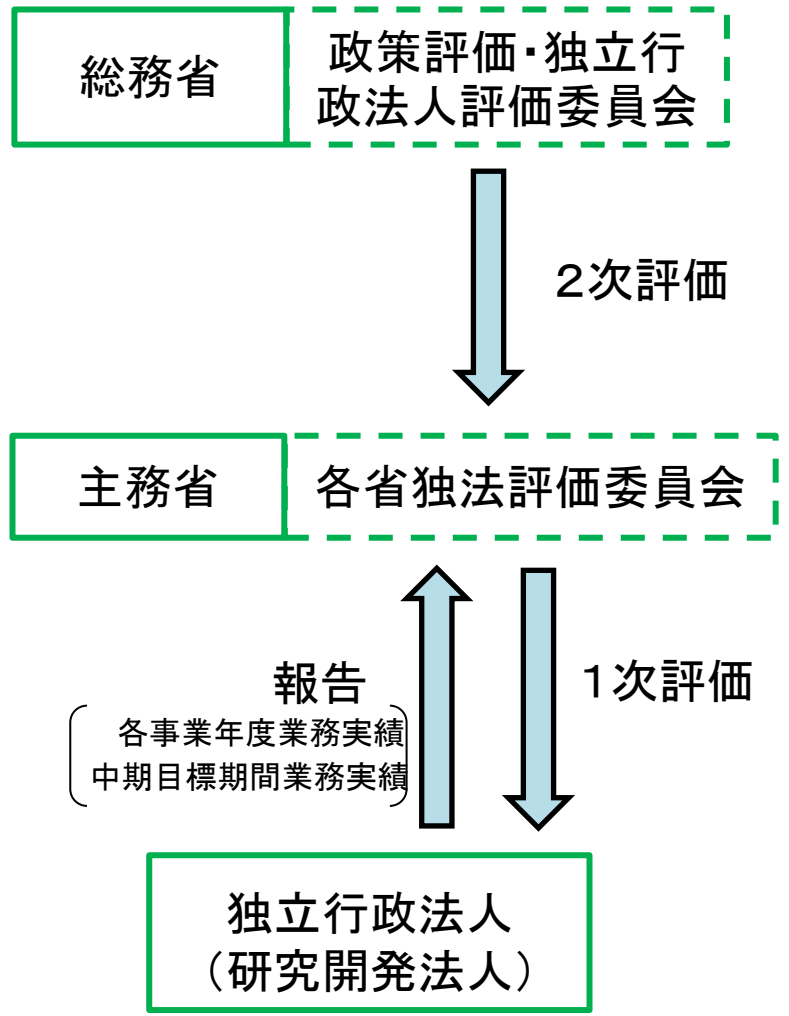 総務省
政策評価・独立行
政法人評価委員会
２次評価
主務省
各省独法評価委員会
報告
各事業年度業務実績
中期目標期間業務実績
１次評価
独立行政法人
（研究開発法人）